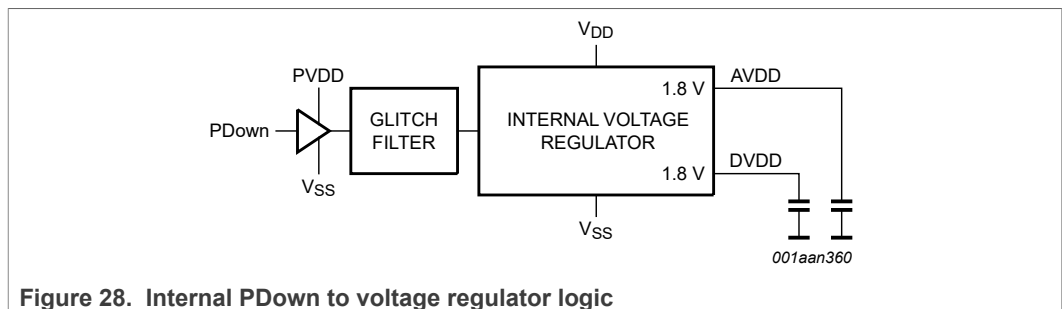 VDD
PVDD
AVDD
1.8 V
PDown
GLITCH
FILTER
INTERNAL VOLTAGE
REGULATOR
DVDD
1.8 V
VSS
VSS
001aan360
Figure 28. Internal PDown to voltage regulator logic